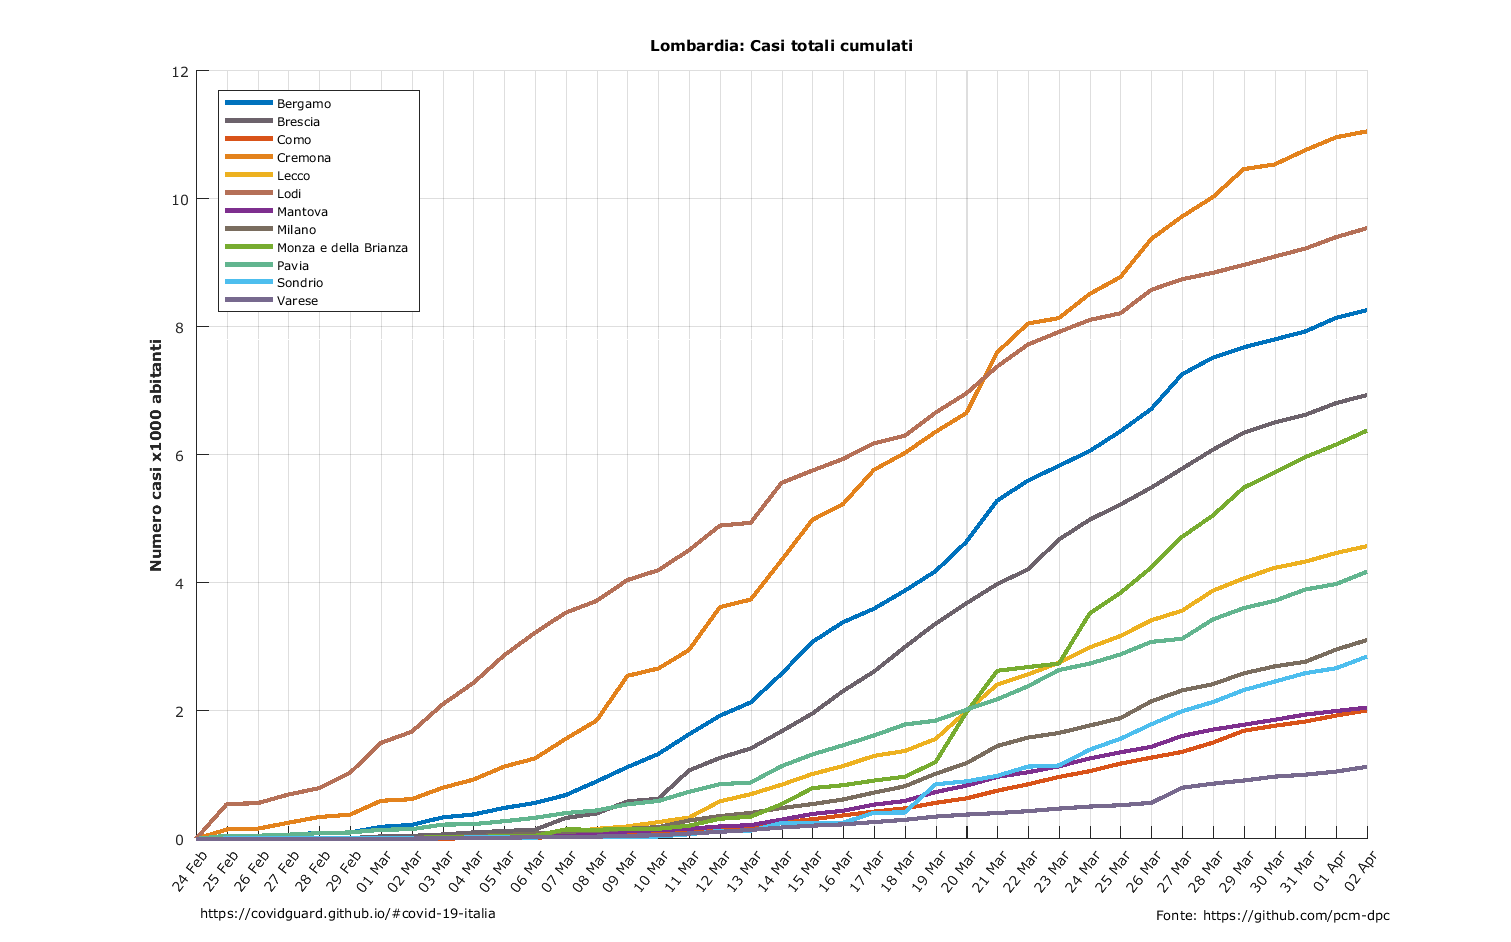 Lombardia: Casi totali cumulati
12
10
8
6
4
2
0
Numero casi x1000 abitanti
Bergamo
Brescia
Como
Cremona
Lecco
Lodi
Mantova
Milano
Monza e della Brianza
Pavia
Sondrio
Varese
24 Feb
25 Feb
26 Feb
27 Feb
28 Feb
29 Feb
01 Mar
02 Mar
03 Mar
04 Mar
05 Mar
06 Mar
07 Mar
08 Mar
09 Mar
10 Mar
11 Mar
12 Mar
13 Mar
14 Mar
15 Mar
16 Mar
17 Mar
18 Mar
19 Mar
20 Mar
21 Mar
22 Mar
23 Mar
24 Mar
25 Mar
26 Mar
27 Mar
28 Mar
29 Mar
30 Mar
31 Mar
01 Apr
02 Apr
https://covidguard.github.io/#covid-19-italia
Fonte: https://github.com/pcm-dpc